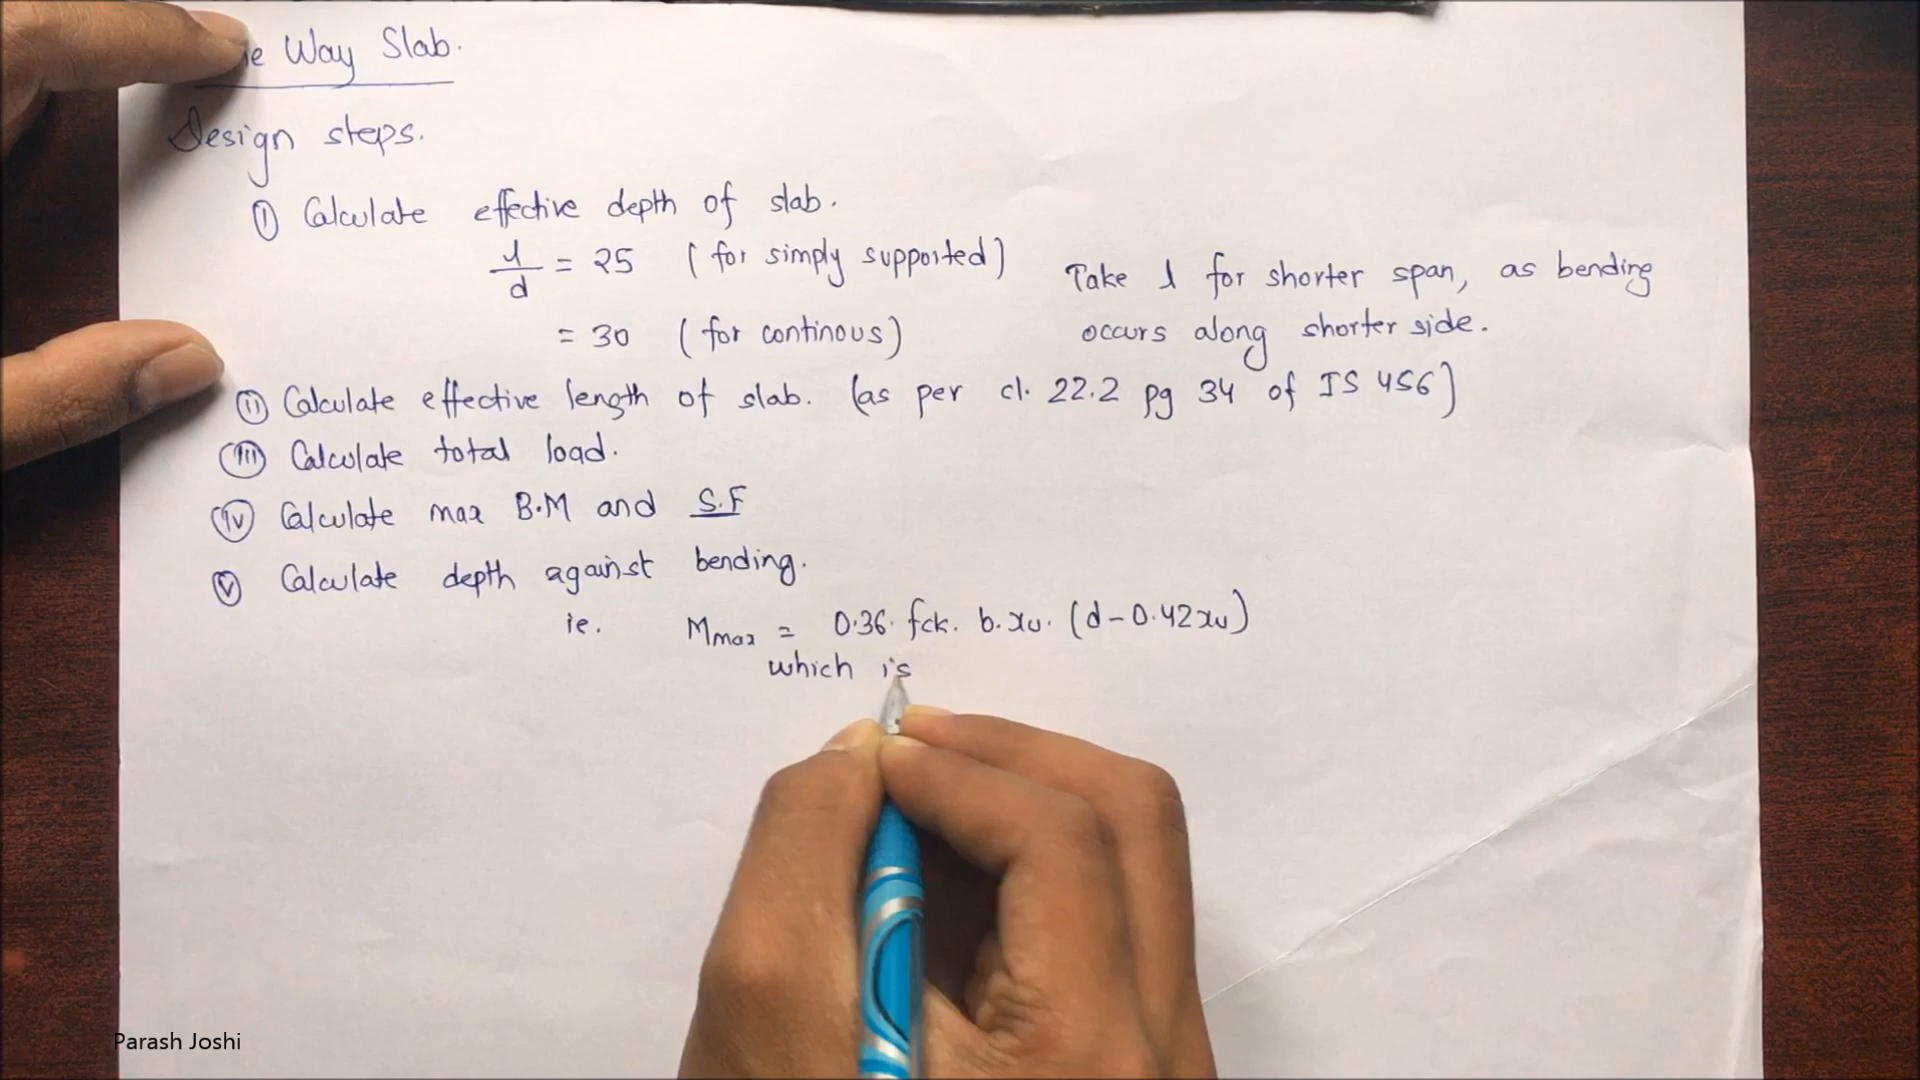 Way Slab.
Design steps.
(I) Calculate effective depth of slab.
l/d = 25 (for simply supported)
= 30 (for continous)
Take l for shorter span, as bending
occurs along shorter side.
(II) Calculate effective length of slab. (as per cl. 22.2 pg 34 of IS 456)
(III) Calculate total load.
(IV) Calculate max B.M and S.F
(V) Calculate depth against bending.
ie. Mmax = 0.36. fck. b. xu. (d - 0.42xu)
which is
Parash Joshi